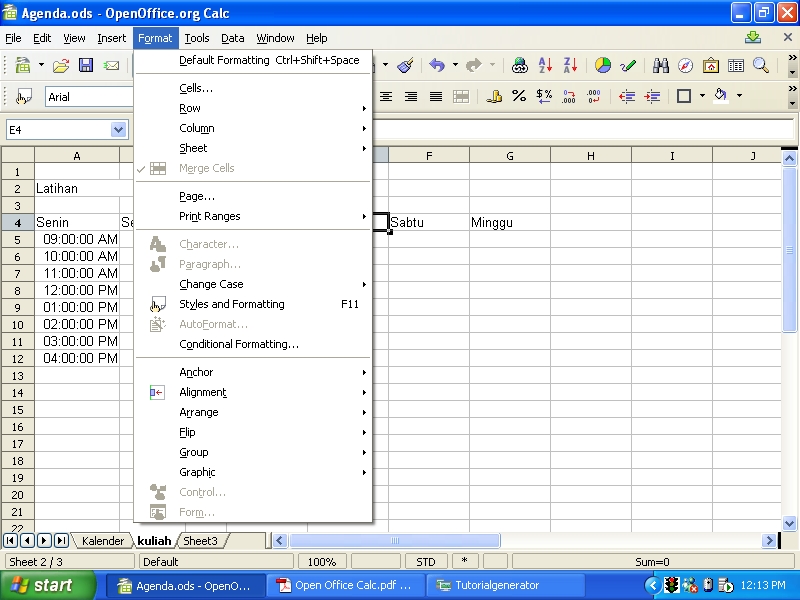 Agenda.ods - OpenOffice.org Calc
File Edit View Insert Format Tools Data Window Help
Default Formatting Ctrl+Shift+Space
Cells...
Row
Column
Sheet
Merge Cells
Page...
Print Ranges
Character...
Paragraph...
Change Case
Styles and Formatting F11
AutoFormat...
Conditional Formatting...
Anchor
Alignment
Arrange
Flip
Group
Graphic
Control...
Form...
Arial
E4
A F G H I J
1
2 Latihan
3
4 Senin Sabtu Minggu
5 09:00:00 AM
6 10:00:00 AM
7 11:00:00 AM
8 12:00:00 PM
9 01:00:00 PM
10 02:00:00 PM
11 03:00:00 PM
12 04:00:00 PM
13
14
15
16
17
18
19
20
21
22
Kalender kuliah Sheet3
Sheet 2 / 3 Default 100% STD * Sum=0
start Agenda.ods - OpenO... Open Office Calc.pdf ... Tutorialgenerator 12:13 PM